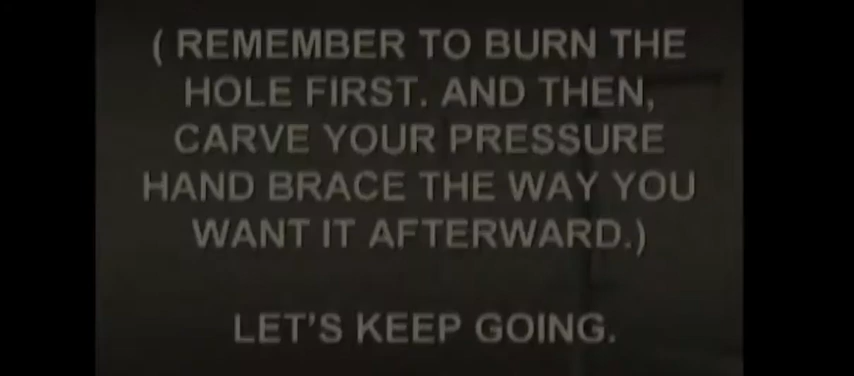 ( REMEMBER TO BURN THE
HOLE FIRST. AND THEN,
CARVE YOUR PRESSURE
HAND BRACE THE WAY YOU
WANT IT AFTERWARD.)
LET'S KEEP GOING.